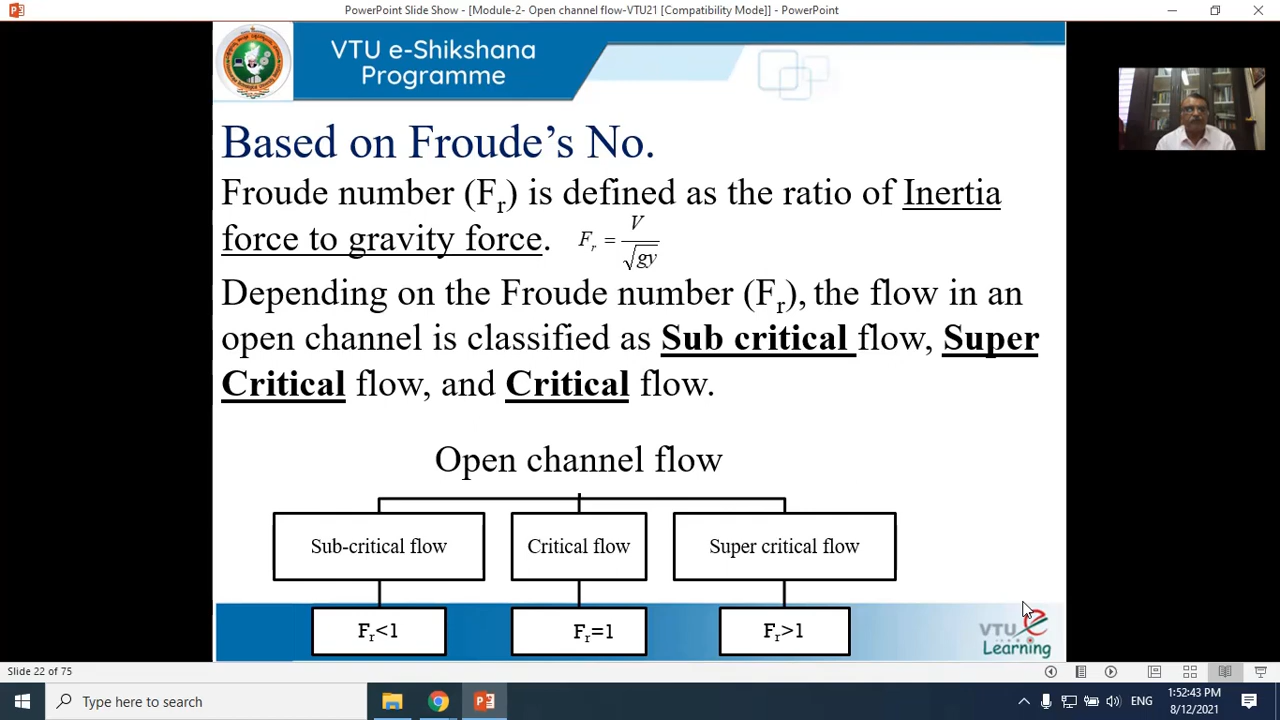 PowerPoint Slide Show - [Module-2- Open channel flow-VTU21 [Compatibility Mode]] - PowerPoint
VTU e-Shikshana
Programme
Based on Froude's No.
Froude number (Fr) is defined as the ratio of Inertia
force to gravity force. Fr = V / √gy
Depending on the Froude number (Fr), the flow in an
open channel is classified as Sub critical flow, Super
Critical flow, and Critical flow.
Open channel flow
Sub-critical flow Critical flow Super critical flow
Fr<1 Fr=1 Fr>1
VTU e
Learning
Slide 22 of 75
Type here to search
ENG
1:52:43 PM
8/12/2021